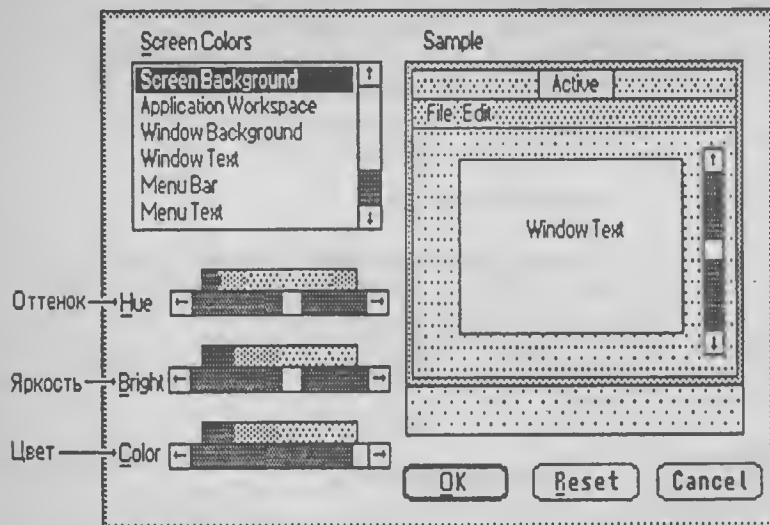 Screen Colors
Screen Background
Application Workspace
Window Background
Window Text
Menu Bar
Menu Text
Оттенок Hue
Яркость Bright
Цвет Color
Sample
Active
File Edit
Window Text
OK
Reset
Cancel